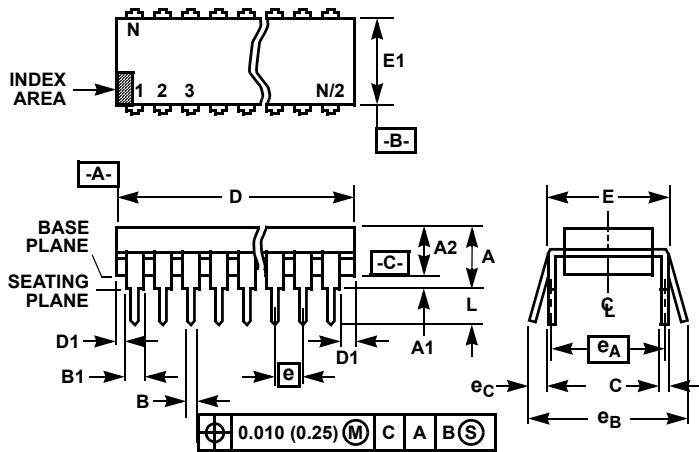 N
E1
INDEX
AREA
1 2 3 N/2
-B-
-A-
D
E
BASE
PLANE
A2
A
-C-
SEATING
PLANE
L
C
L
D1
A1
D1
B1
e
eA
B
eC
C
eB
0.010 (0.25) M C A B S